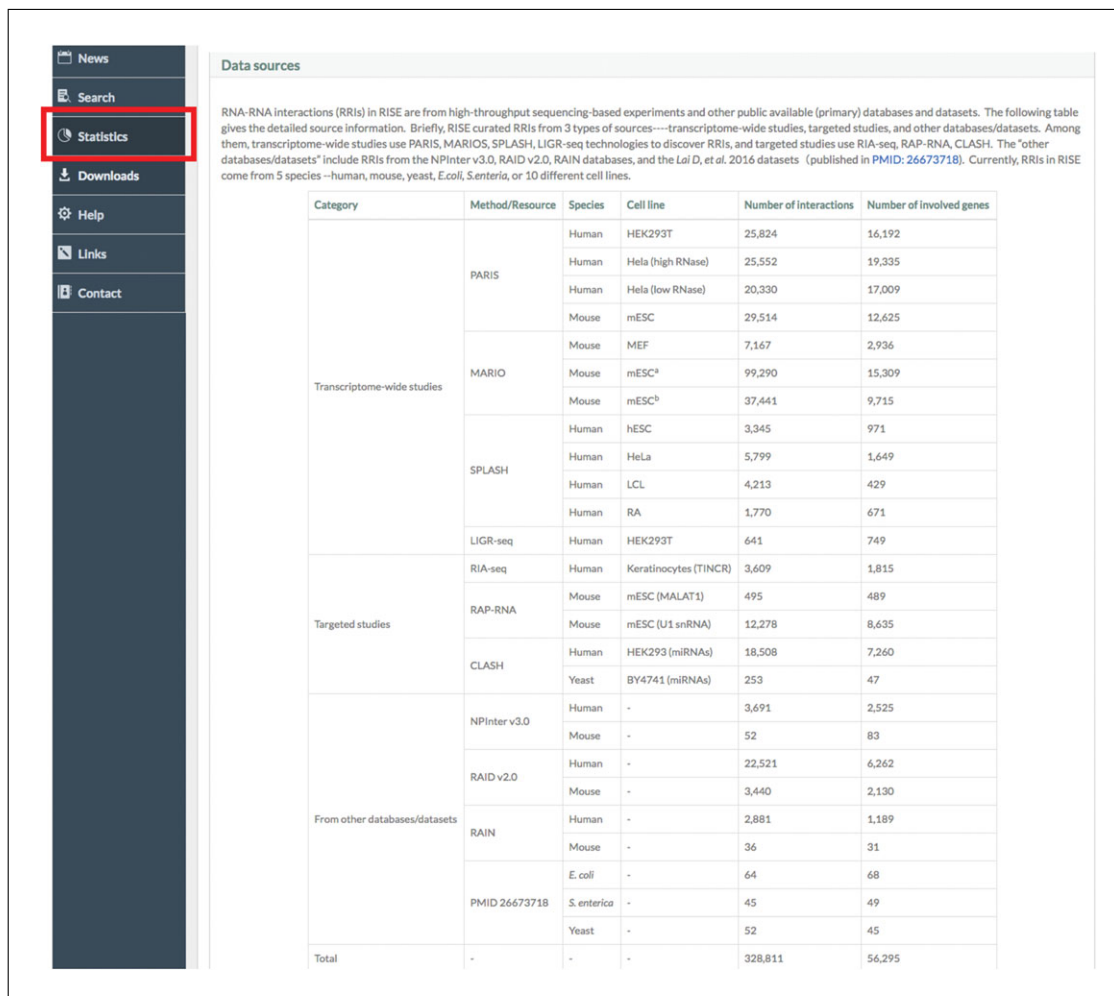 News
Search
Statistics
Downloads
Help
Links
Contact
Data sources
RNA-RNA interactions (RRIs) in RISE are from high-throughput sequencing-based experiments and other public available (primary) databases and datasets. The following table
gives the detailed source information. Briefly, RISE curated RRIs from 3 types of sources----transcriptome-wide studies, targeted studies, and other databases/datasets. Among
them, transcriptome-wide studies use PARIS, MARIOS, SPLASH, LIGR-seq technologies to discover RRIs, and targeted studies use RIA-seq, RAP-RNA, CLASH. The "other
databases/datasets" include RRIs from the NPInter v3.0, RAID v2.0, RAIN databases, and the Lai D, et al. 2016 datasets (published in PMID: 26673718). Currently, RRIs in RISE
come from 5 species --human, mouse, yeast, E.coli, S.enteria, or 10 different cell lines.
Category Method/Resource Species Cell line Number of interactions Number of involved genes
Transcriptome-wide studies PARIS Human HEK293T 25,824 16,192
Human Hela (high RNase) 25,552 19,335
Human Hela (low RNase) 20,330 17,009
Mouse mESC 29,514 12,625
MARIO Mouse MEF 7,167 2,936
Mouse mESCᵃ 99,290 15,309
Mouse mESCᵇ 37,441 9,715
SPLASH Human hESC 3,345 971
Human HeLa 5,799 1,649
Human LCL 4,213 429
Human RA 1,770 671
LIGR-seq Human HEK293T 641 749
Targeted studies RIA-seq Human Keratinocytes (TINCR) 3,609 1,815
RAP-RNA Mouse mESC (MALAT1) 495 489
Mouse mESC (U1 snRNA) 12,278 8,635
CLASH Human HEK293 (miRNAs) 18,508 7,260
Yeast BY4741 (miRNAs) 253 47
From other databases/datasets NPInter v3.0 Human - 3,691 2,525
Mouse - 52 83
RAID v2.0 Human - 22,521 6,262
Mouse - 3,440 2,130
RAIN Human - 2,881 1,189
Mouse - 36 31
PMID 26673718 E. coli - 64 68
S. enterica - 45 49
Yeast - 52 45
Total - - - 328,811 56,295